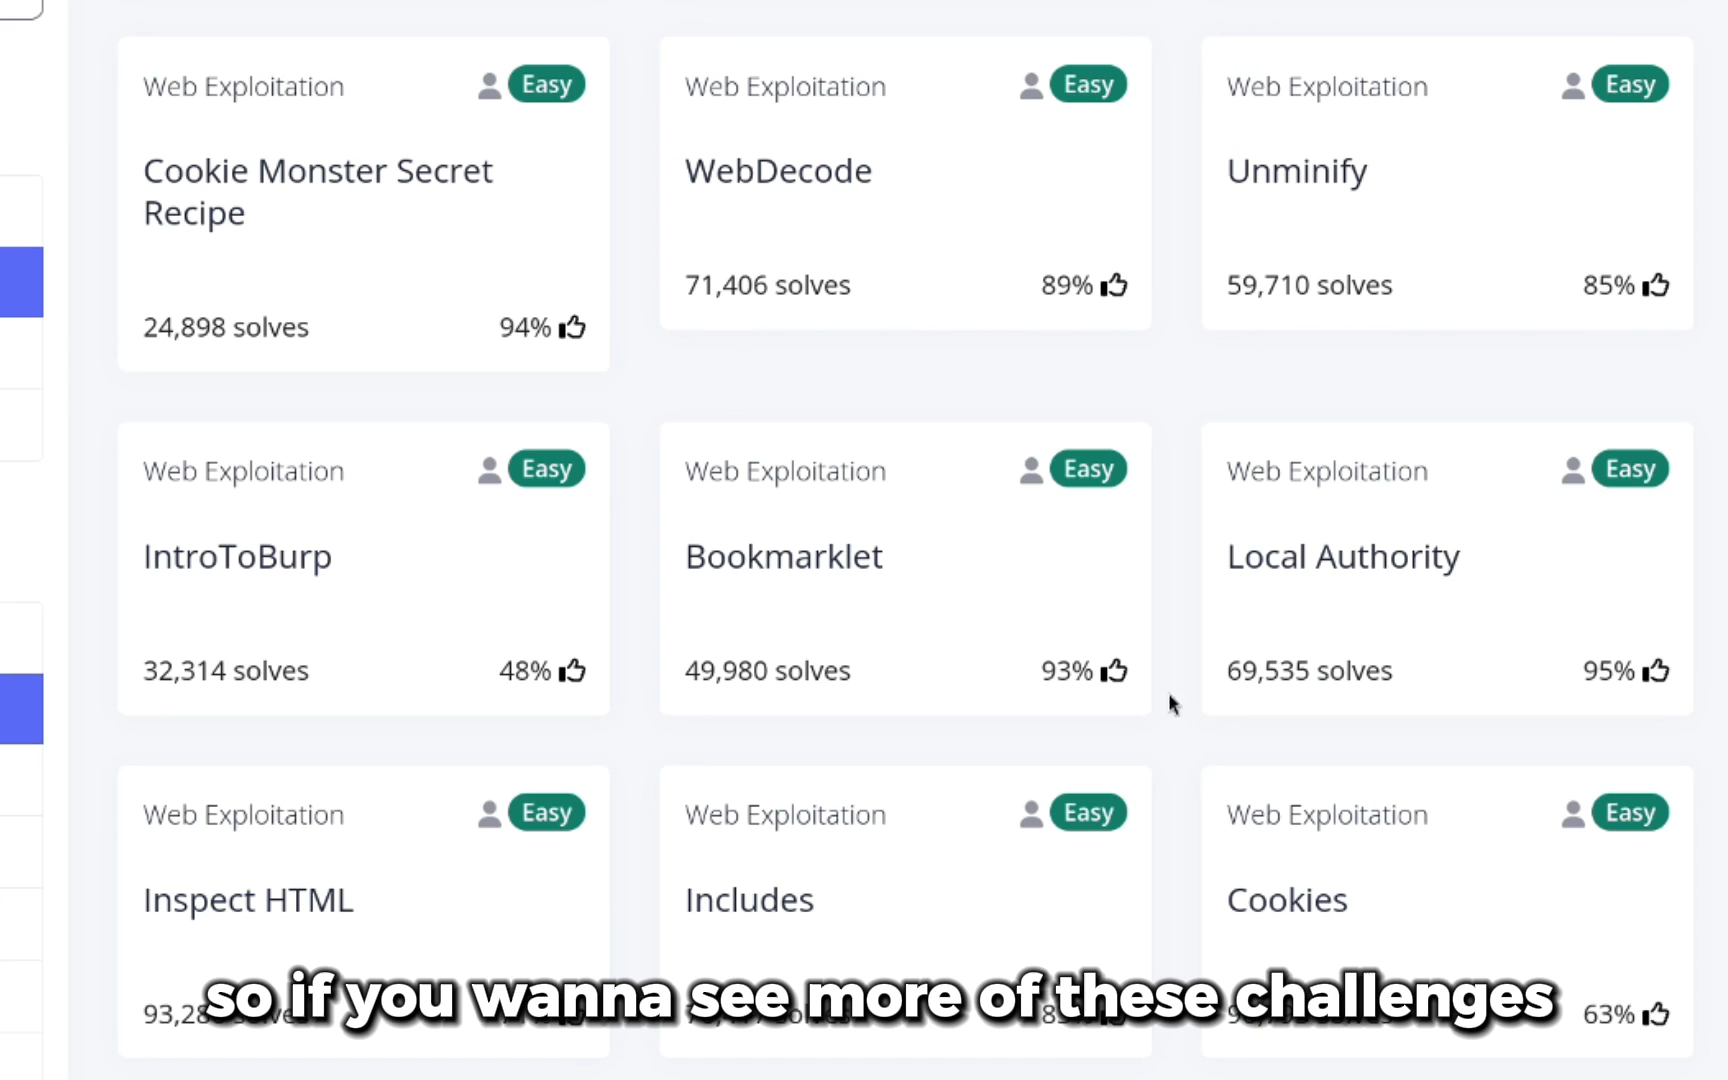 Web Exploitation Easy
Cookie Monster Secret
Recipe
24,898 solves 94%
Web Exploitation Easy
WebDecode
71,406 solves 89%
Web Exploitation Easy
Unminify
59,710 solves 85%
Web Exploitation Easy
IntroToBurp
32,314 solves 48%
Web Exploitation Easy
Bookmarklet
49,980 solves 93%
Web Exploitation Easy
Local Authority
69,535 solves 95%
Web Exploitation Easy
Inspect HTML
Web Exploitation Easy
Includes
Web Exploitation Easy
Cookies
63%
so if you wanna see more of these challenges